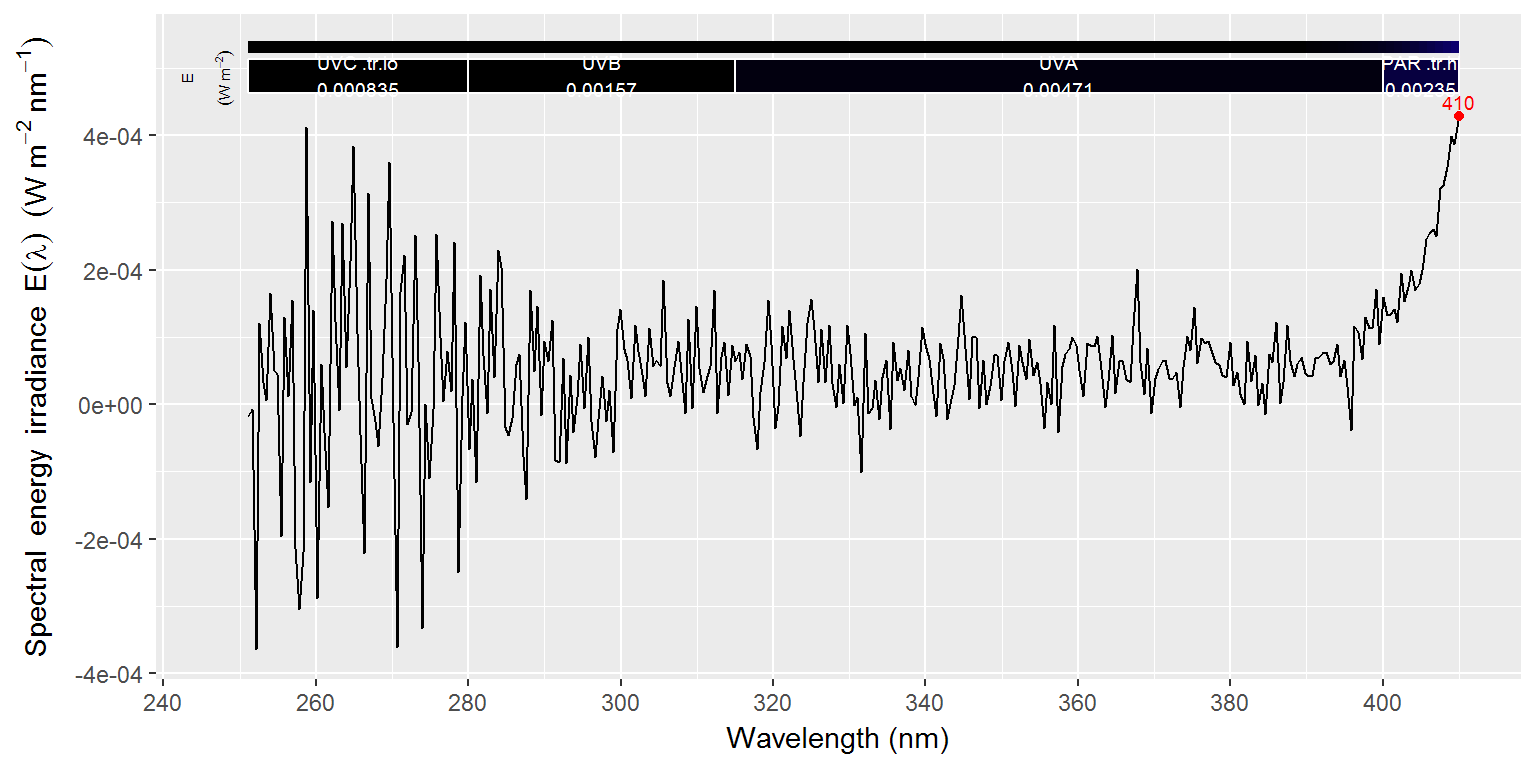 E
(W m−2)
UVC .tr.lo
0.000835
UVB
0.00157
UVA
0.00471
PAR .tr.h
0.00235
410
Spectral energy irradiance E(λ) (W m−2 nm−1)
4e-04
2e-04
0e+00
-2e-04
-4e-04
240 260 280 300 320 340 360 380 400
Wavelength (nm)